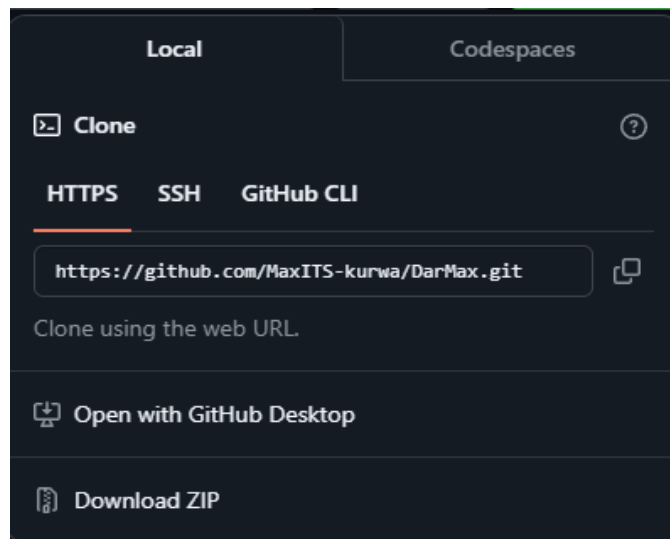 Local
Codespaces
Clone
HTTPS SSH GitHub CLI
https://github.com/MaxITS-kurwa/DarMax.git
Clone using the web URL.
Open with GitHub Desktop
Download ZIP